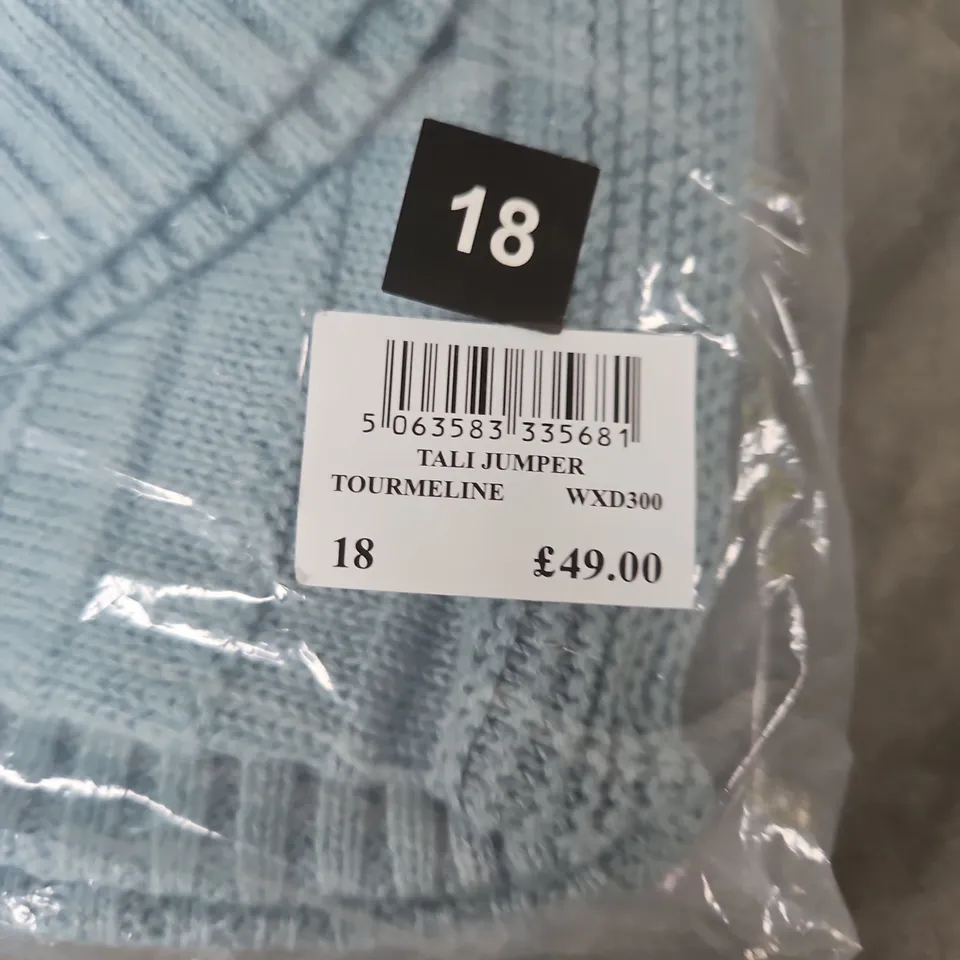 18
5 063583 335681
TALI JUMPER
TOURMELINE WXD300
18 £49.00